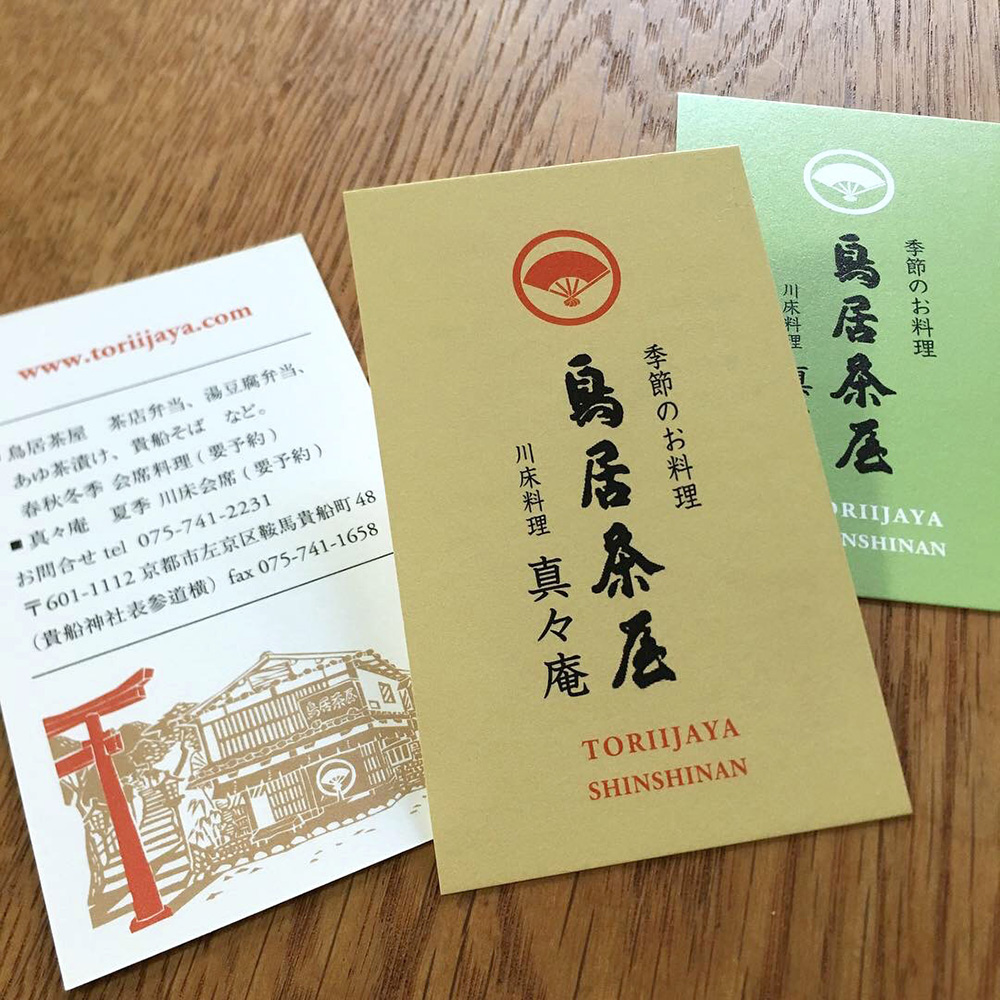 www.toriijaya.com
鳥居茶屋 茶店弁当、湯豆腐弁当、
あゆ茶漬け、貴船そば など。
春秋冬季 会席料理(要予約)
■真々庵 夏季 川床会席(要予約)
お問合せ tel 075-741-2231
〒601-1112 京都市左京区鞍馬貴船町 48
(貴船神社表参道横) fax 075-741-1658
鳥居茶屋
季節のお料理
鳥居茶屋
川床料理 真々庵
TORIIJAYA
SHINSHINAN
季節のお料理
鳥居茶屋
川床料理 真
ORIIJAYA
NSHINAN